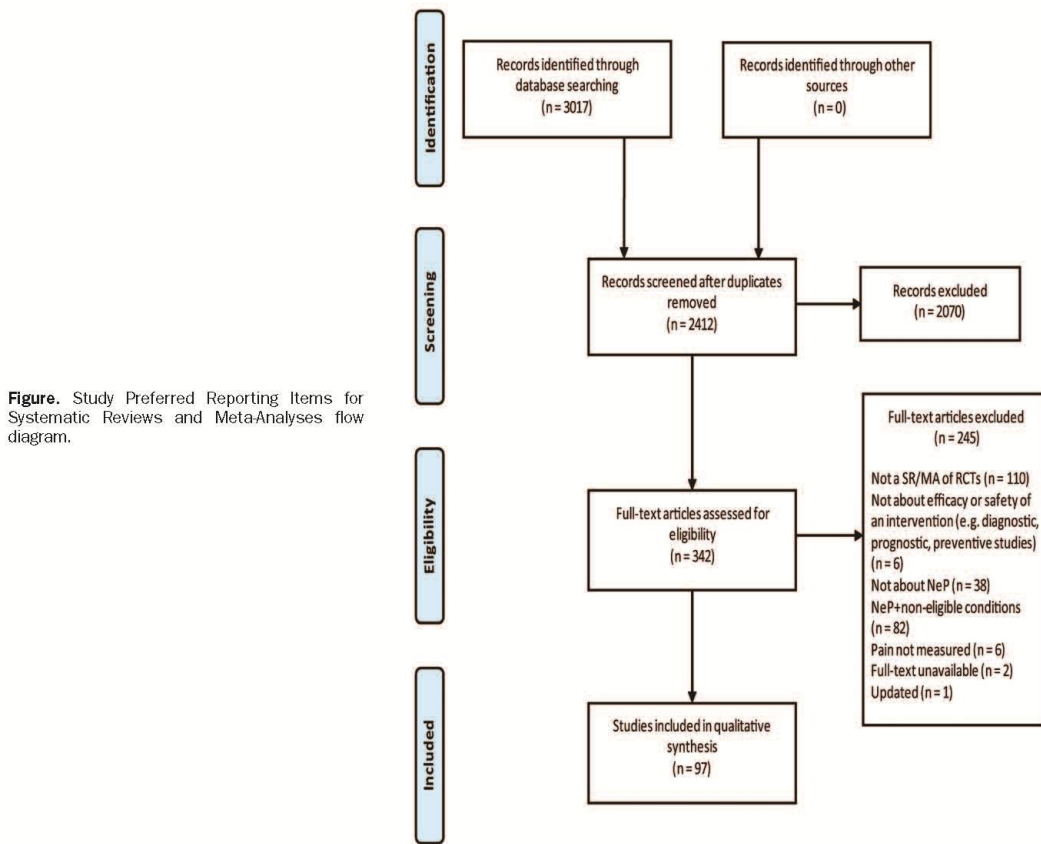 Identification
Records identified through
database searching
(n = 3017)
Records identified through other
sources
(n = 0)
Screening
Records screened after duplicates
removed
(n = 2412)
Records excluded
(n = 2070)
Figure. Study Preferred Reporting Items for
Systematic Reviews and Meta-Analyses flow
diagram.
Eligibility
Full-text articles assessed for
eligibility
(n = 342)
Full-text articles excluded
(n = 245)
Not a SR/MA of RCTs (n = 110)
Not about efficacy or safety of
an intervention (e.g. diagnostic,
prognostic, preventive studies)
(n = 6)
Not about NeP (n = 38)
NeP+non-eligible conditions
(n = 82)
Pain not measured (n = 6)
Full-text unavailable (n = 2)
Updated (n = 1)
Included
Studies included in qualitative
synthesis
(n = 97)